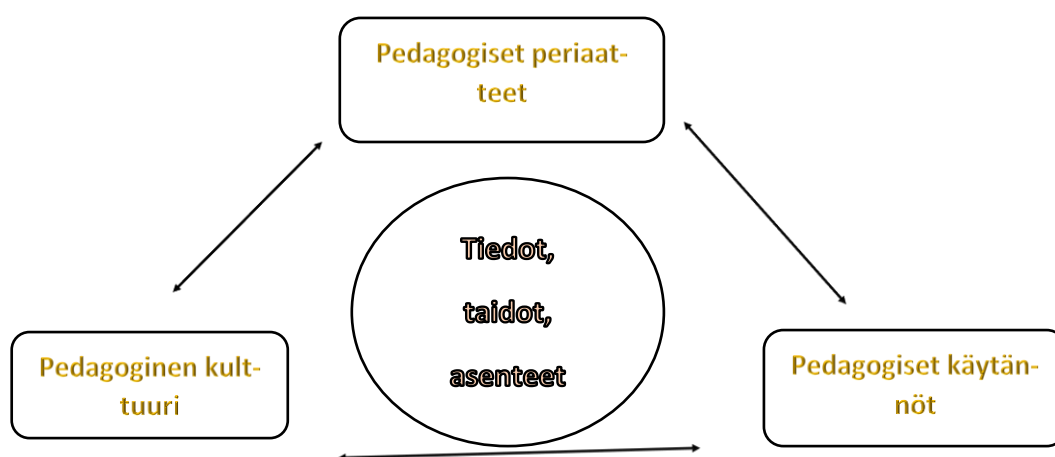 Pedagogiset periaat-
teet
Tiedot,
taidot,
asenteet
Pedagoginen kult-
tuuri
Pedagogiset käytän-
nöt